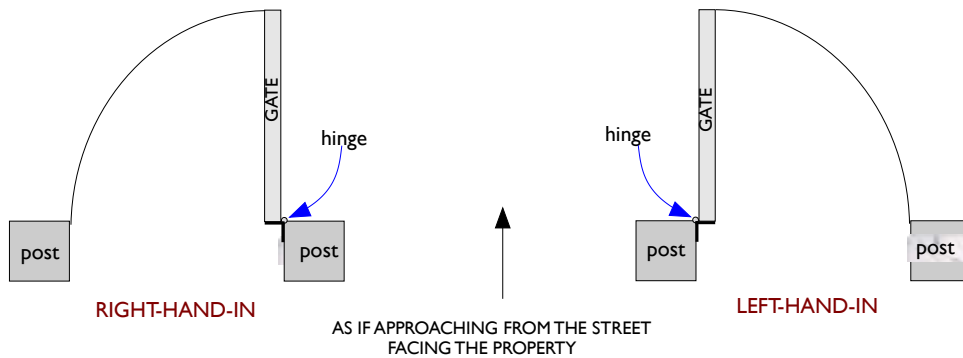 GATE
hinge
post
post
RIGHT-HAND-IN
AS IF APPROACHING FROM THE STREET
FACING THE PROPERTY
GATE
hinge
post
post
LEFT-HAND-IN